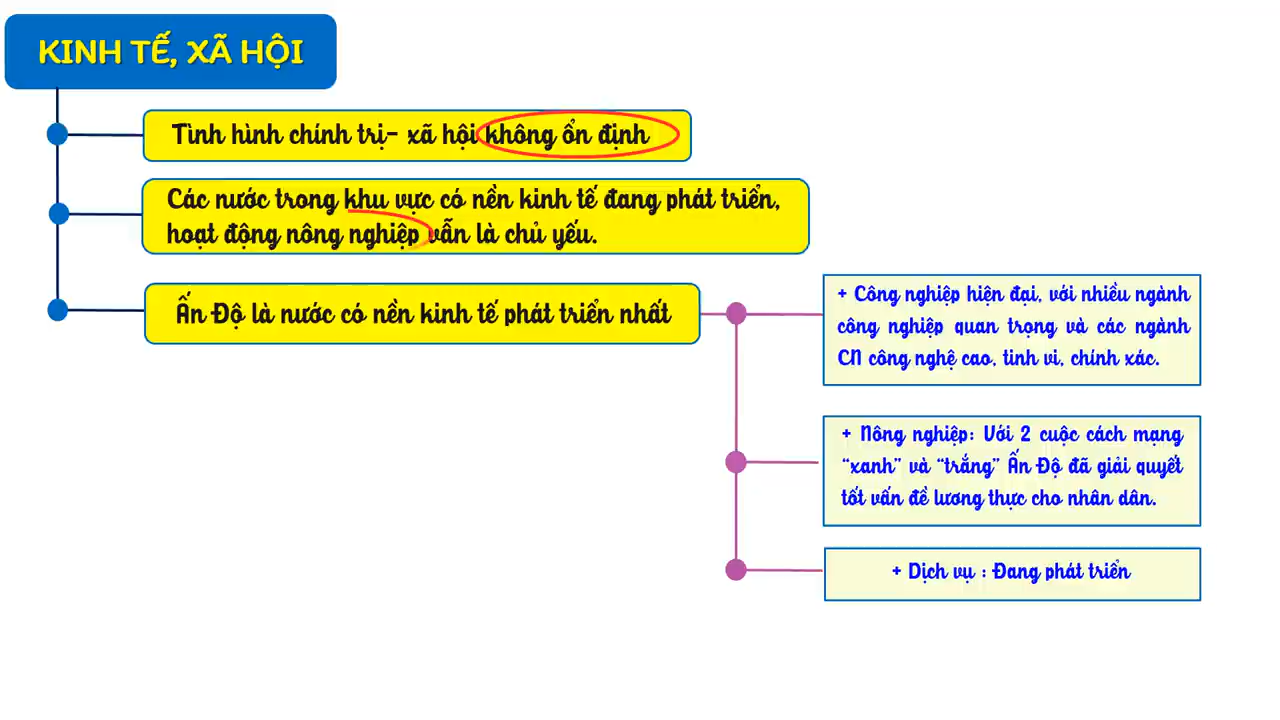 KINH TẾ, XÃ HỘI
Tình hình chính trị- xã hội không ổn định
Các nước trong khu vực có nền kinh tế đang phát triển,
hoạt động nông nghiệp vẫn là chủ yếu.
Ấn Độ là nước có nền kinh tế phát triển nhất
+ Công nghiệp hiện đại, với nhiều ngành
công nghiệp quan trọng và các ngành
CN công nghệ cao, tinh vi, chính xác.
+ Nông nghiệp: Với 2 cuộc cách mạng
“xanh” và “trắng” Ấn Độ đã giải quyết
tốt vấn đề lương thực cho nhân dân.
+ Dịch vụ : Đang phát triển